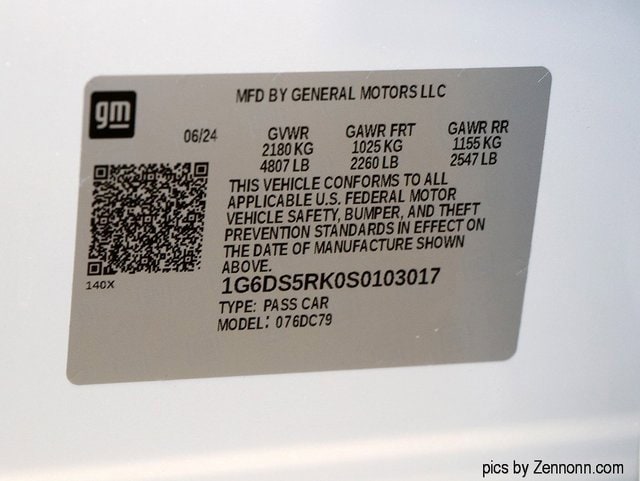 gm
MFD BY GENERAL MOTORS LLC
06/24 GVWR GAWR FRT GAWR RR
2180 KG 1025 KG 1155 KG
4807 LB 2260 LB 2547 LB
THIS VEHICLE CONFORMS TO ALL
APPLICABLE U.S. FEDERAL MOTOR
VEHICLE SAFETY, BUMPER, AND THEFT
PREVENTION STANDARDS IN EFFECT ON
THE DATE OF MANUFACTURE SHOWN
ABOVE.
140X
1G6DS5RK0S0103017
TYPE: PASS CAR
MODEL: 076DC79
pics by Zennonn.com